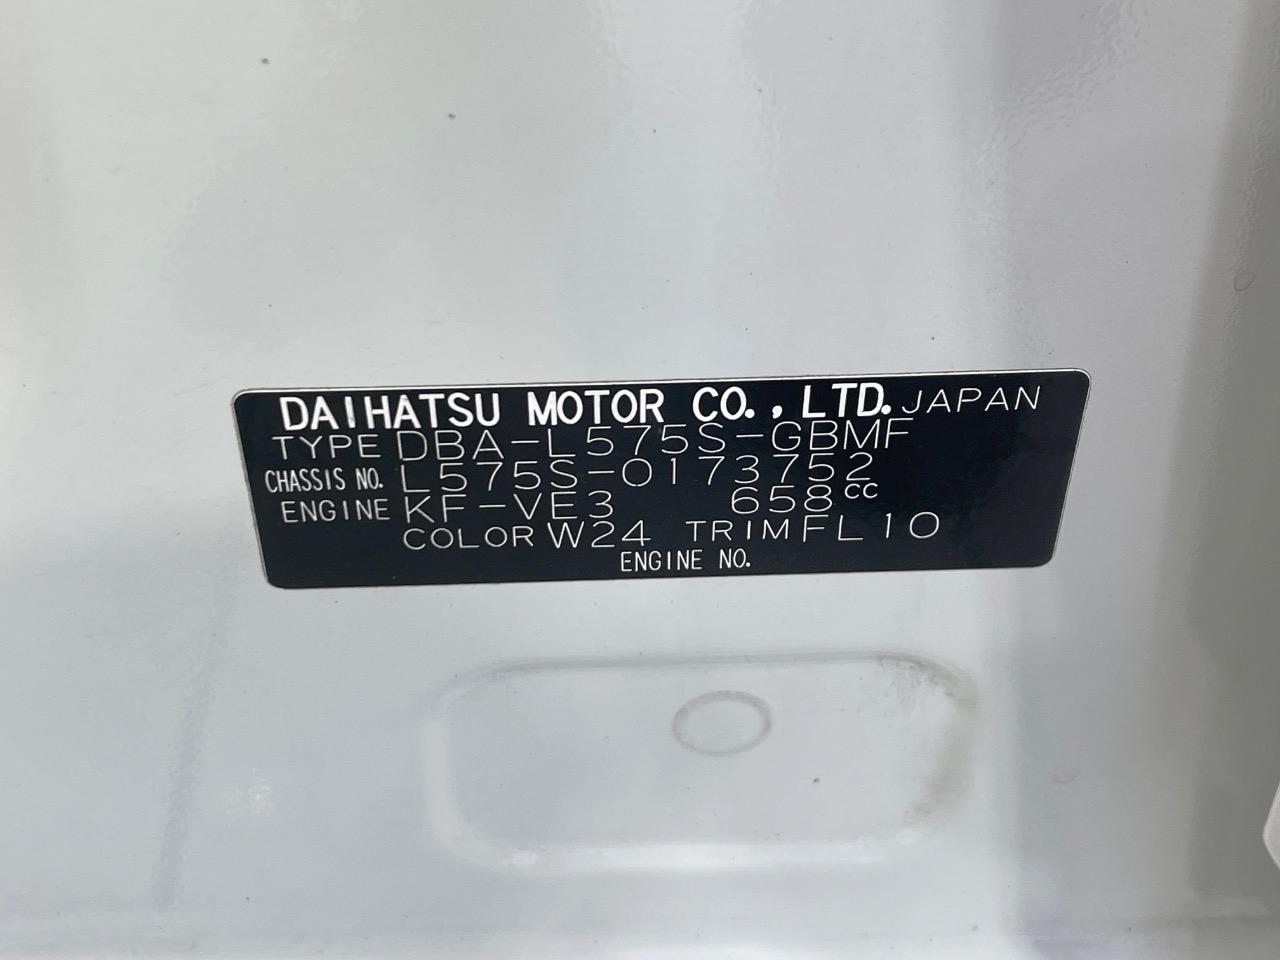 DAIHATSU MOTOR CO., LTD. JAPAN
TYPE DBA-L575S-GBMF
CHASSIS NO. L575S-0173752
ENGINE KF-VE3 658cc
COLOR W24 TRIM FL10
ENGINE NO.